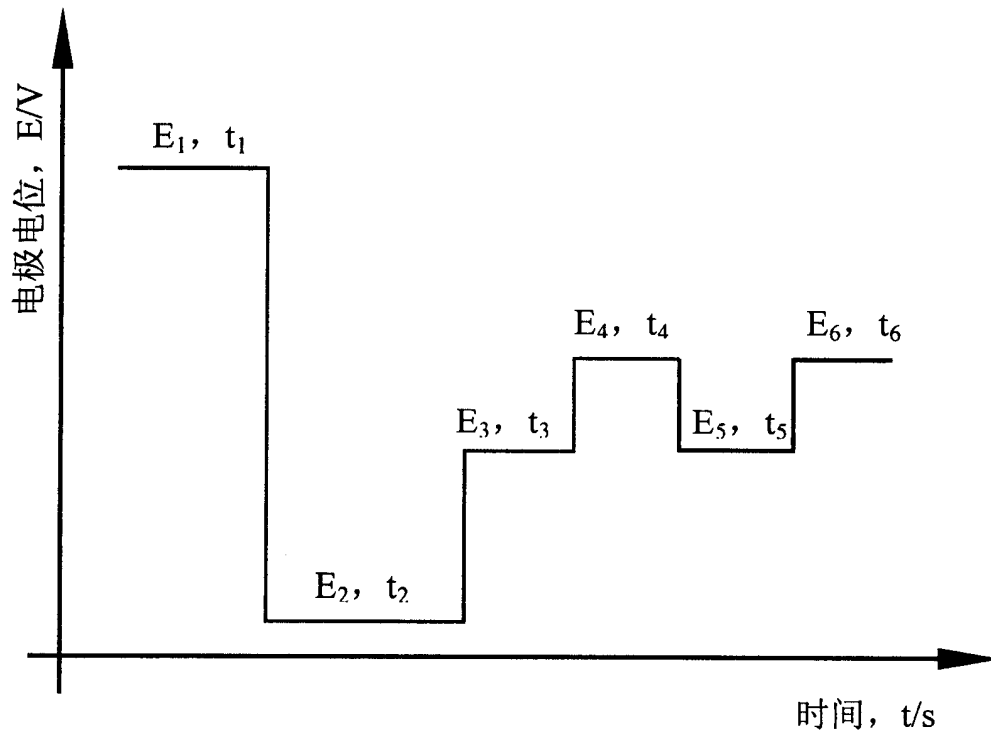 电极电位，E/V
E₁，t₁
E₂，t₂
E₃，t₃
E₄，t₄
E₅，t₅
E₆，t₆
时间，t/s